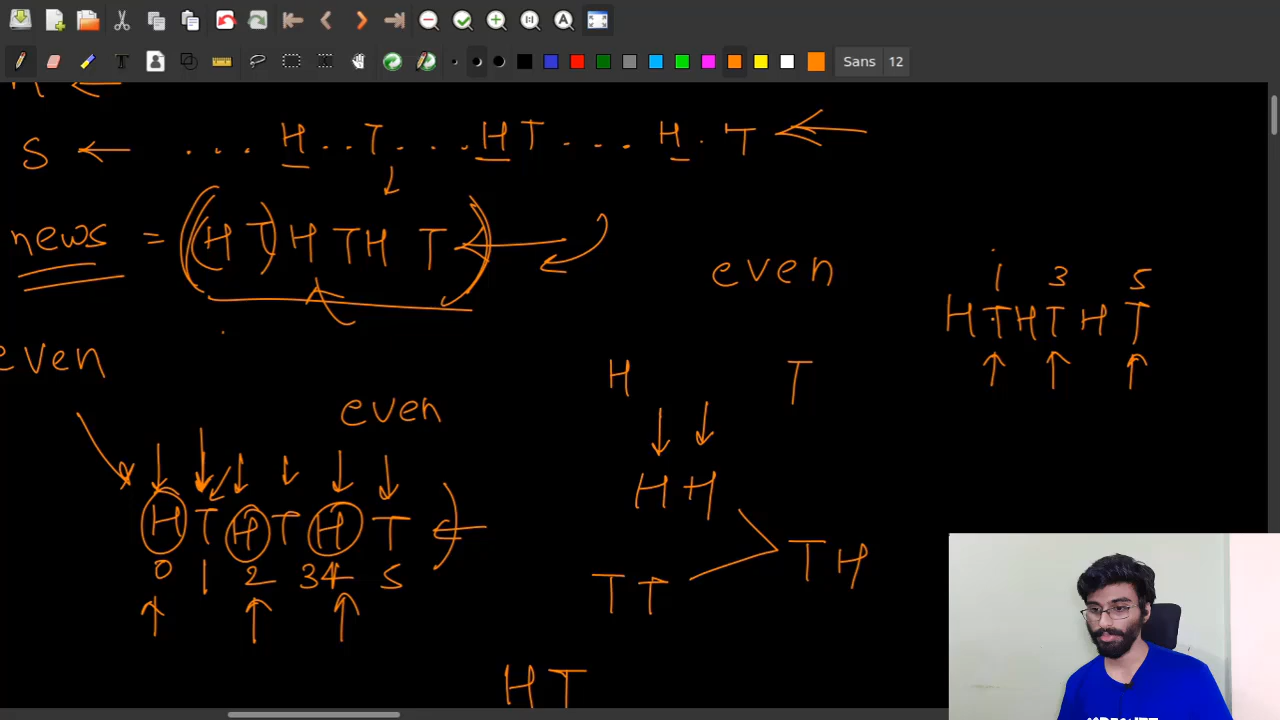 Sans 12
S ← . . . H . . T . . . . H T . . . H . T
news = ((H T) H T H T)
even
1 3 5
H T H T H T
even
H T
even
H T H T H T
H H
0 1 2 3 4 5
T T
T H
H T